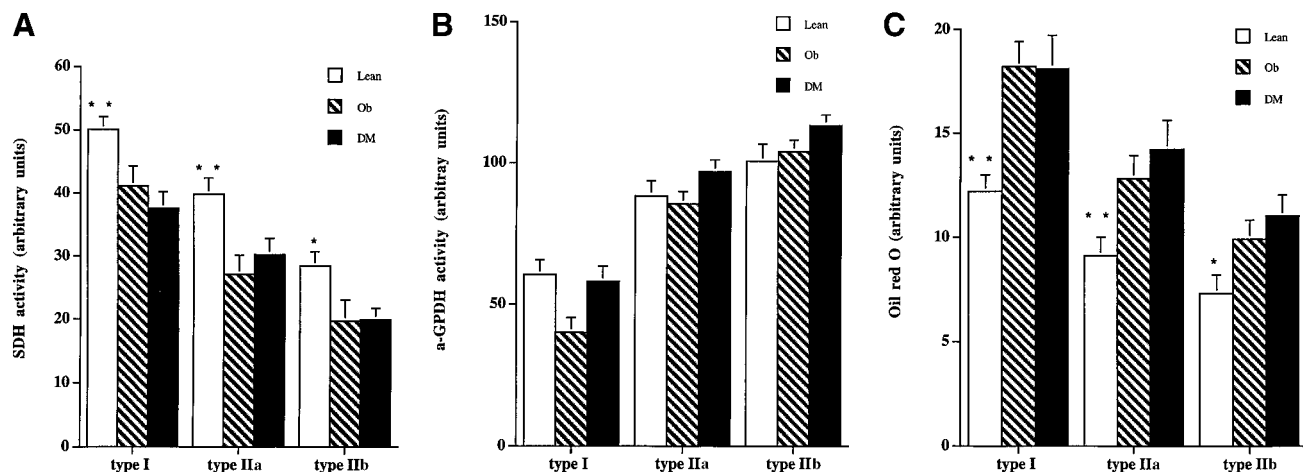 A
SDH activity (arbitrary units)
60
50
40
30
20
10
0
* *
* *
*
Lean
Ob
DM
type I
type IIa
type IIb
B
a-GPDH activity (arbitray units)
150
100
50
0
Lean
Ob
DM
type I
type IIa
type IIb
C
Oil red O (arbitrary units)
20
15
10
5
0
* *
* *
*
Lean
Ob
DM
type I
type IIa
type IIb